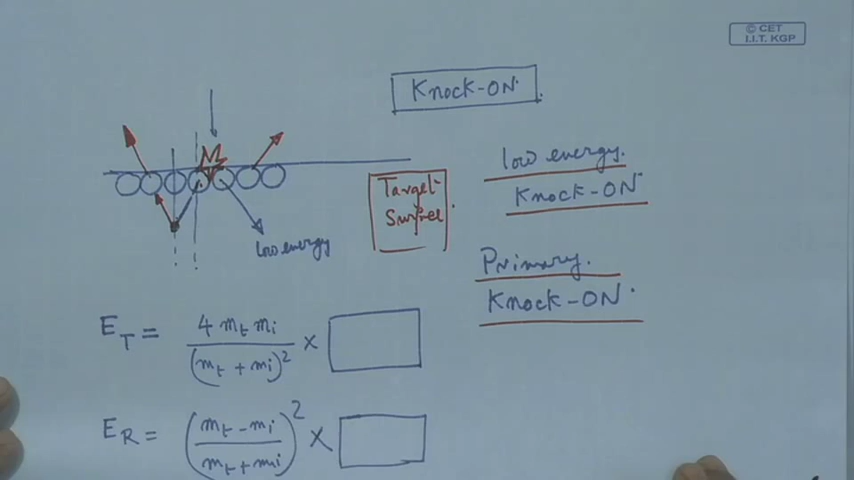 © CET
I.I.T. KGP
Knock-ON
low energy.
Knock-ON
Target
Surface
low energy
Primary.
Knock-ON
E_T = 4 m_t m_i / (m_t + m_i)^2 ×
E_R = ((m_t - m_i) / (m_t + m_i))^2 ×